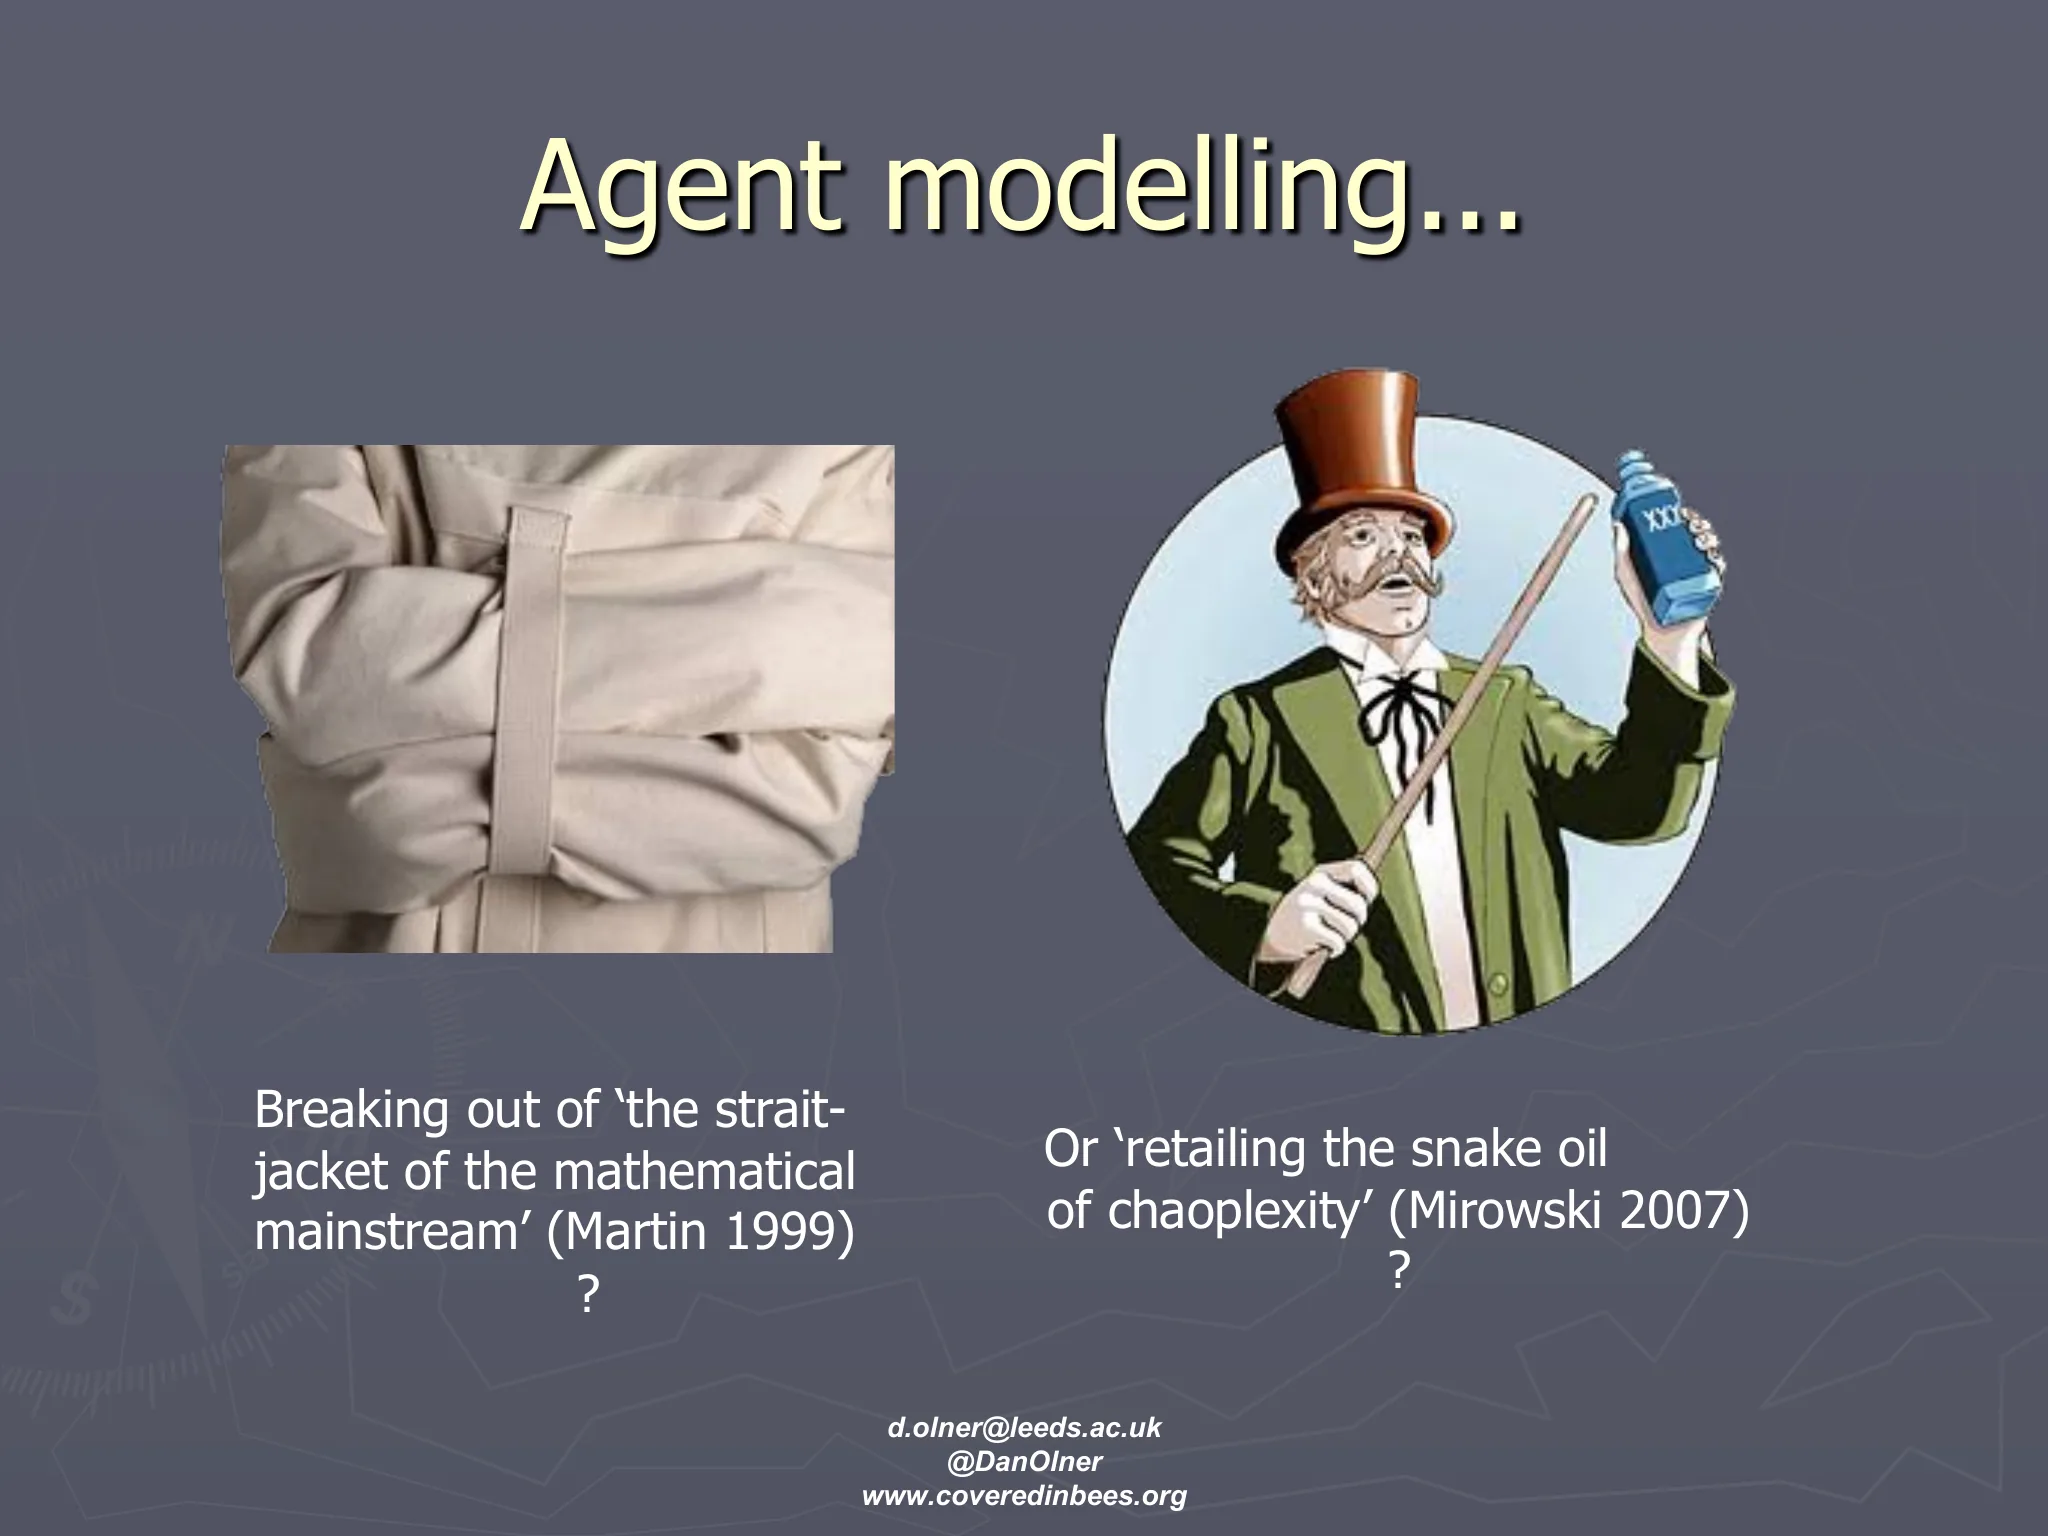 Agent modelling...
XXX
Breaking out of ‘the strait-
jacket of the mathematical
mainstream’ (Martin 1999)
?
Or ‘retailing the snake oil
of chaoplexity’ (Mirowski 2007)
?
d.olner@leeds.ac.uk
@DanOlner
www.coveredinbees.org
N
S